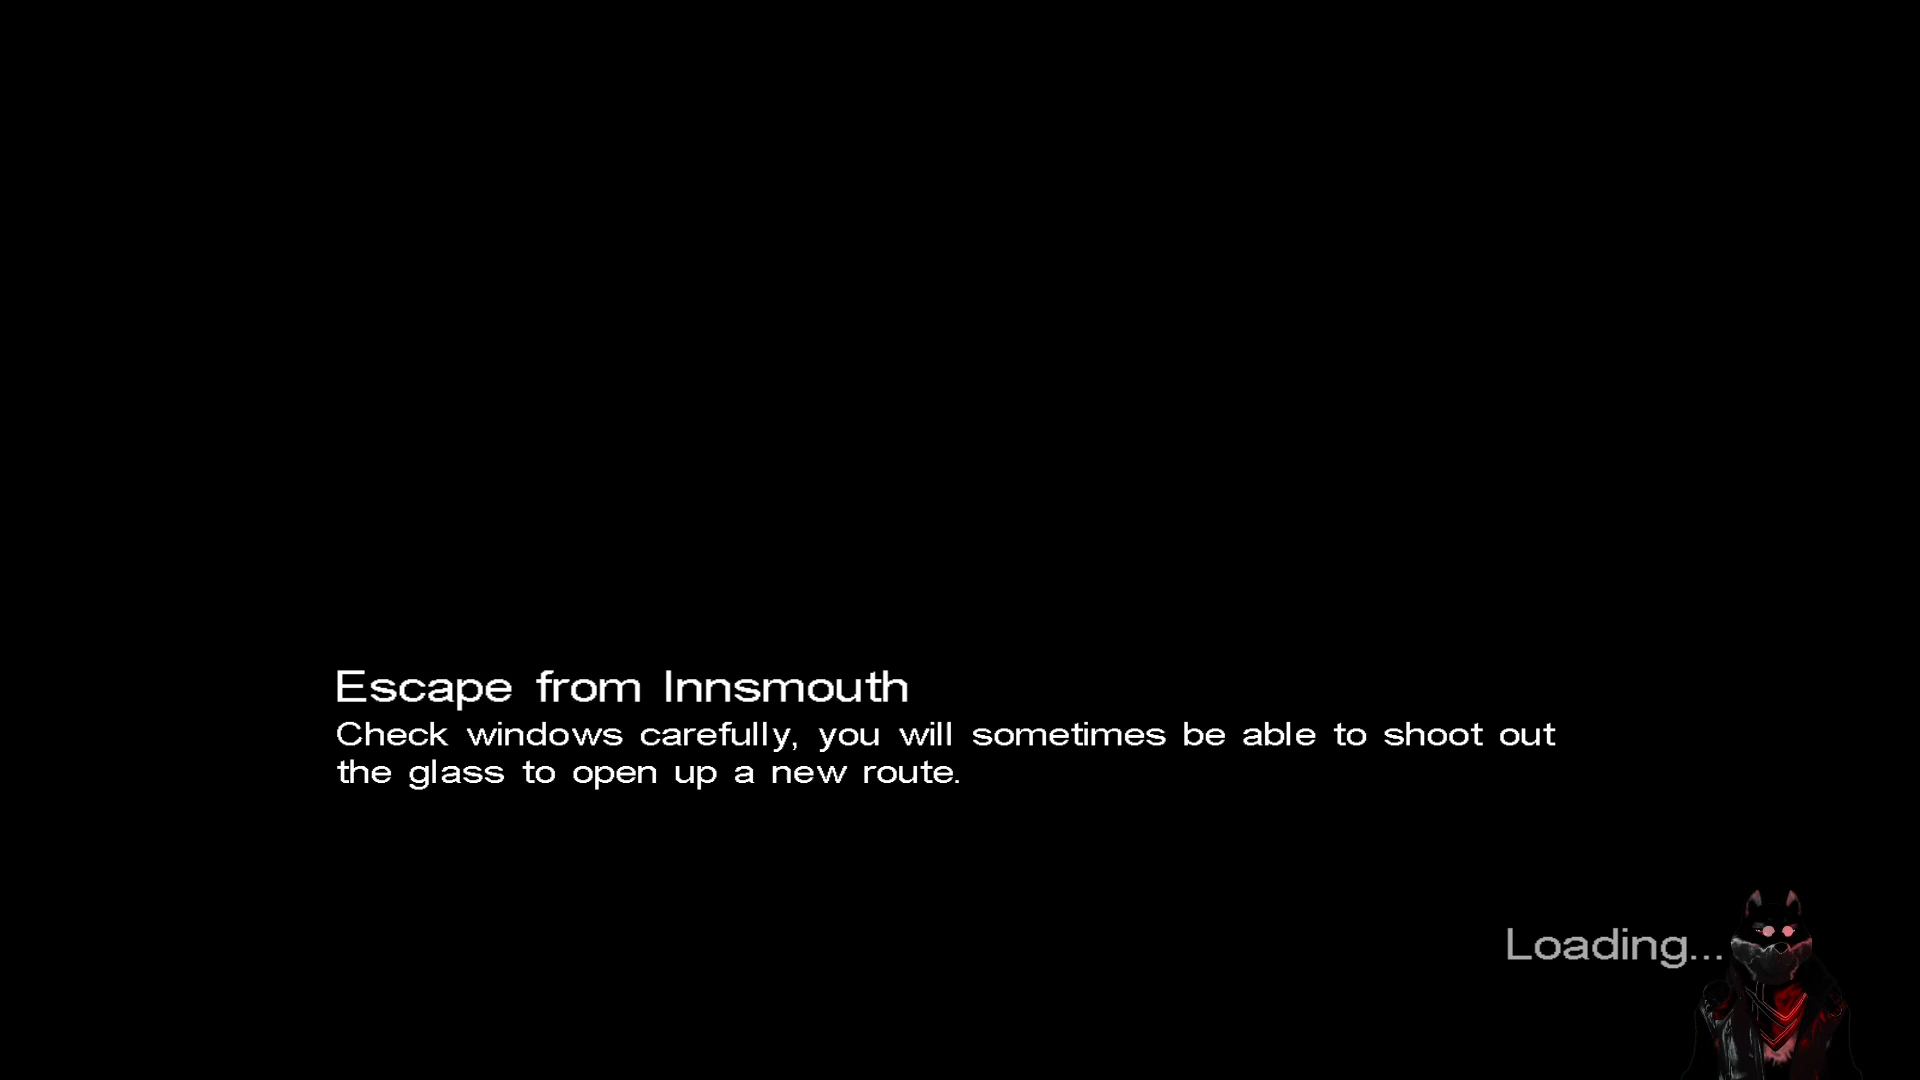 Escape from Innsmouth
Check windows carefully, you will sometimes be able to shoot out
the glass to open up a new route.
Loading...